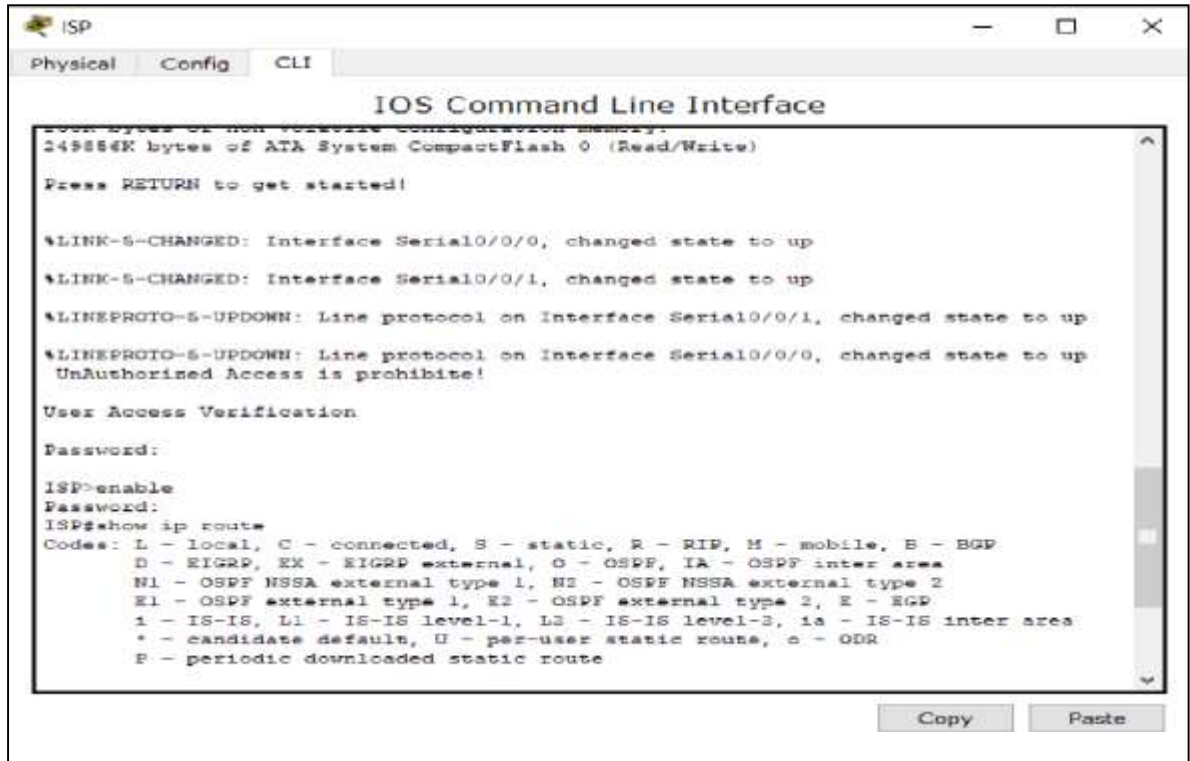 ISP
Physical Config CLI
IOS Command Line Interface
bytes of non volatile configuration memory.
249856K bytes of ATA System CompactFlash 0 (Read/Write)
Press RETURN to get started!
%LINK-5-CHANGED: Interface Serial0/0/0, changed state to up
%LINK-5-CHANGED: Interface Serial0/0/1, changed state to up
%LINEPROTO-5-UPDOWN: Line protocol on Interface Serial0/0/1, changed state to up
%LINEPROTO-5-UPDOWN: Line protocol on Interface Serial0/0/0, changed state to up
UnAuthorized Access is prohibite!
User Access Verification
Password:
ISP>enable
Password:
ISP#show ip route
Codes: L - local, C - connected, S - static, R - RIP, M - mobile, B - BGP
D - EIGRP, EX - EIGRP external, O - OSPF, IA - OSPF inter area
N1 - OSPF NSSA external type 1, N2 - OSPF NSSA external type 2
E1 - OSPF external type 1, E2 - OSPF external type 2, E - EGP
i - IS-IS, L1 - IS-IS level-1, L2 - IS-IS level-2, ia - IS-IS inter area
* - candidate default, U - per-user static route, o - ODR
P - periodic downloaded static route
Copy Paste